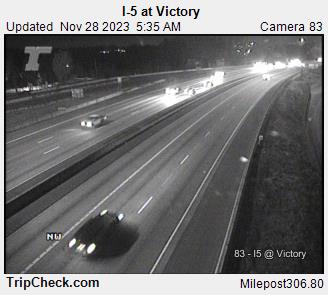 I-5 at Victory
Updated Nov 28 2023 5:35 AM Camera 83
T
NW
83 - I5 @ Victory
TripCheck.com Milepost306.80